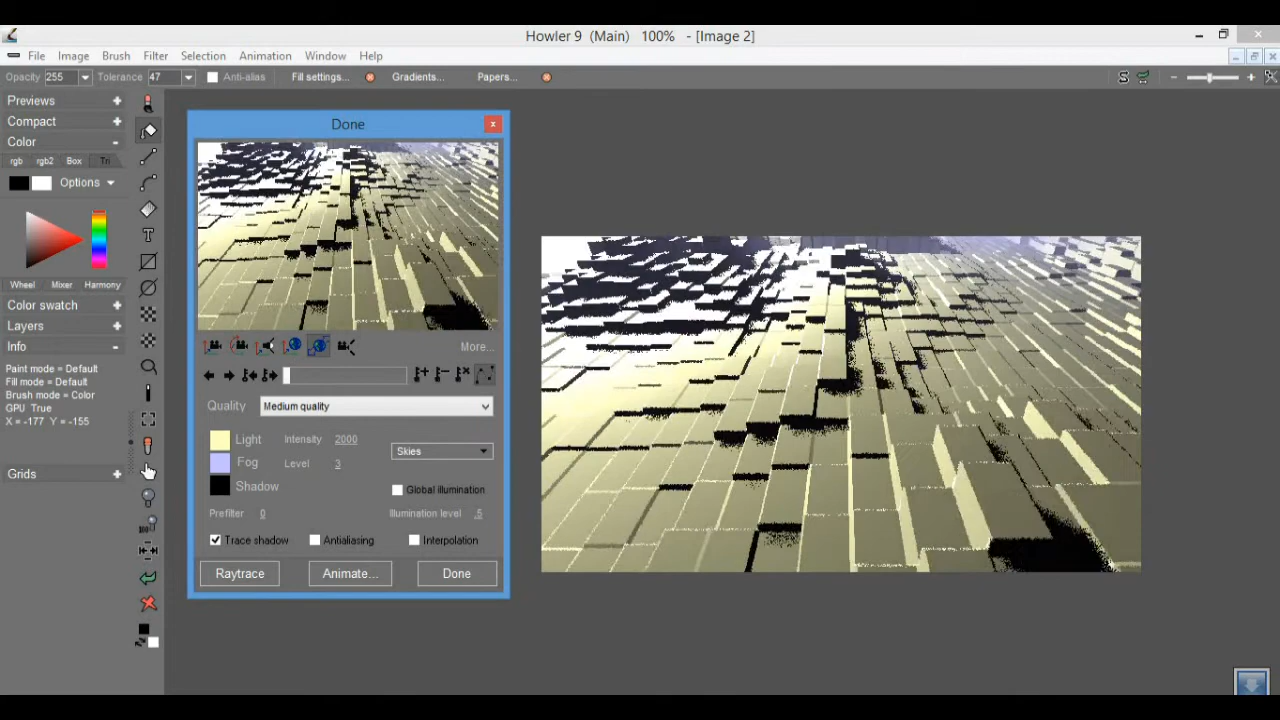 Howler 9 (Main) 100% - [Image 2]
File Image Brush Filter Selection Animation Window Help
Opacity 255 Tolerance 47 Anti-alias Fill settings... Gradients... Papers...
Previews +
Compact +
Color -
rgb rgb2 Box Tri
Options
Wheel Mixer Harmony
Color swatch +
Layers +
Info -
Paint mode = Default
Fill mode = Default
Brush mode = Color
GPU True
X = -177 Y = -155
Grids +
Done
More...
Quality Medium quality
Light Intensity 2000
Skies
Fog Level 3
Shadow
Global illumination
Prefilter 0 Illumination level .5
Trace shadow Antialiasing Interpolation
Raytrace Animate... Done